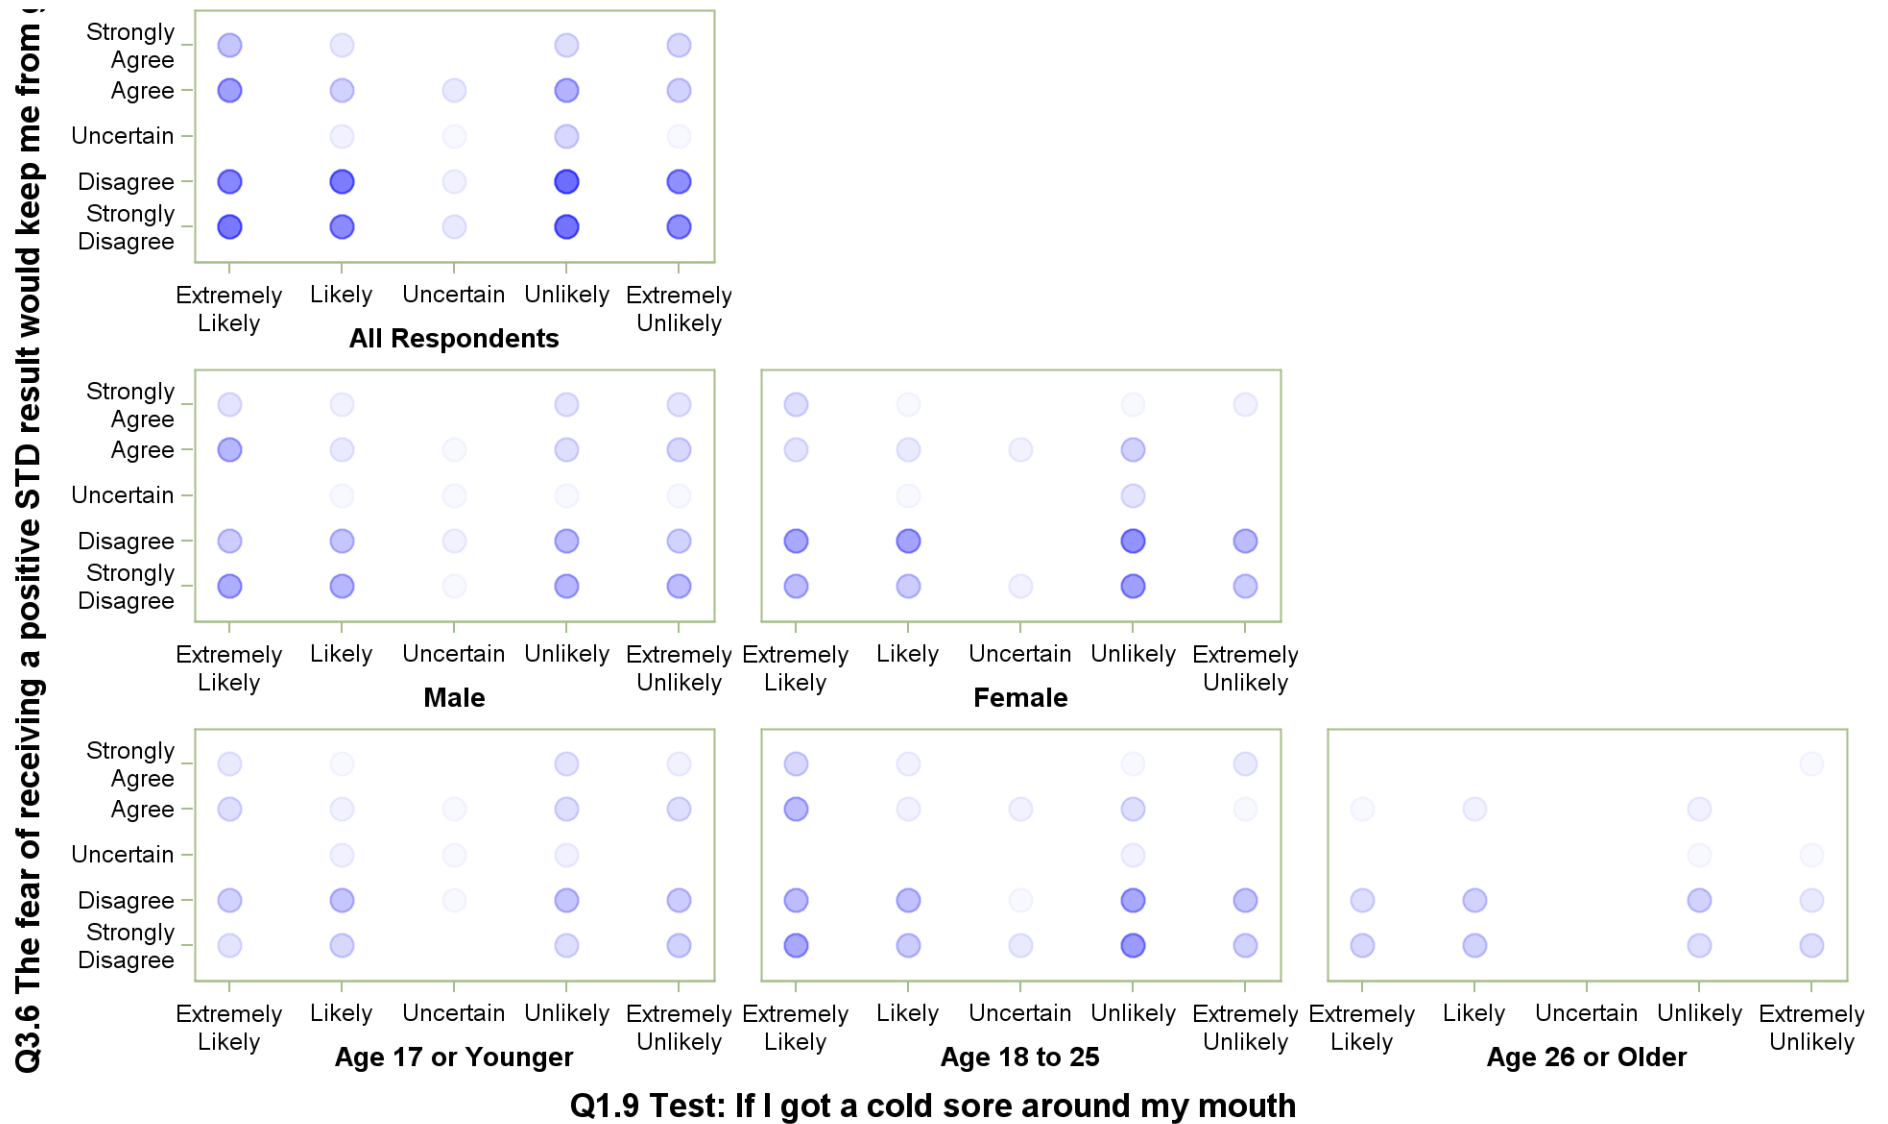 Q3.6 The fear of receiving a positive STD result would keep me from
Strongly
Agree
Agree
Uncertain
Disagree
Strongly
Disagree
Extremely Likely Uncertain Unlikely Extremely
Likely Unlikely
All Respondents
Strongly
Agree
Agree
Uncertain
Disagree
Strongly
Disagree
Extremely Likely Uncertain Unlikely Extremely Extremely Likely Uncertain Unlikely Extremely
Likely Unlikely Likely Unlikely
Male Female
Strongly
Agree
Agree
Uncertain
Disagree
Strongly
Disagree
Extremely Likely Uncertain Unlikely Extremely Extremely Likely Uncertain Unlikely Extremely Extremely Likely Uncertain Unlikely Extremely
Likely Unlikely Likely Unlikely Likely Unlikely
Age 17 or Younger Age 18 to 25 Age 26 or Older
Q1.9 Test: If I got a cold sore around my mouth